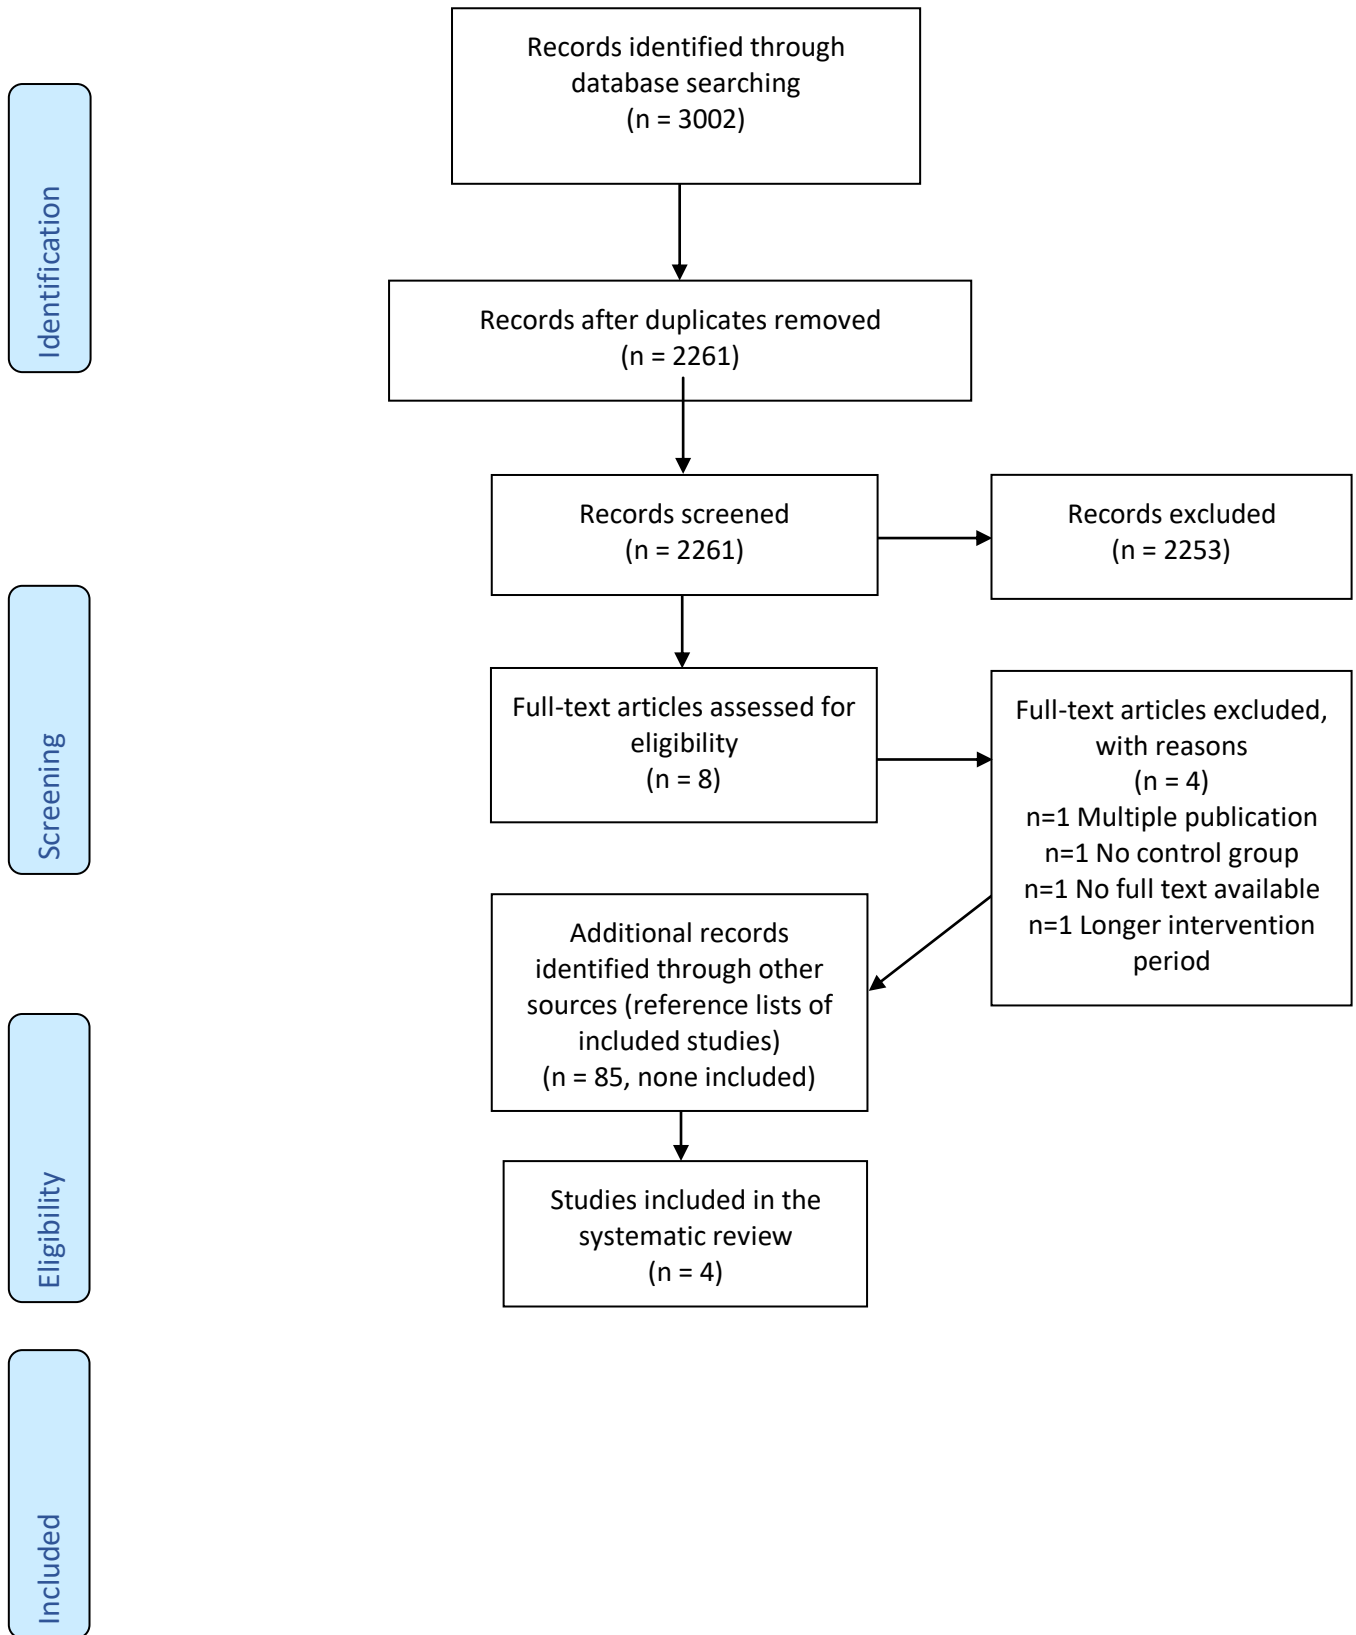 Records identified through
database searching
(n = 3002)
Identification
Records after duplicates removed
(n = 2261)
Records screened
(n = 2261)
Records excluded
(n = 2253)
Screening
Full-text articles assessed for
eligibility
(n = 8)
Full-text articles excluded,
with reasons
(n = 4)
n=1 Multiple publication
n=1 No control group
n=1 No full text available
n=1 Longer intervention
period
Additional records
identified through other
sources (reference lists of
included studies)
(n = 85, none included)
Eligibility
Studies included in the
systematic review
(n = 4)
Included